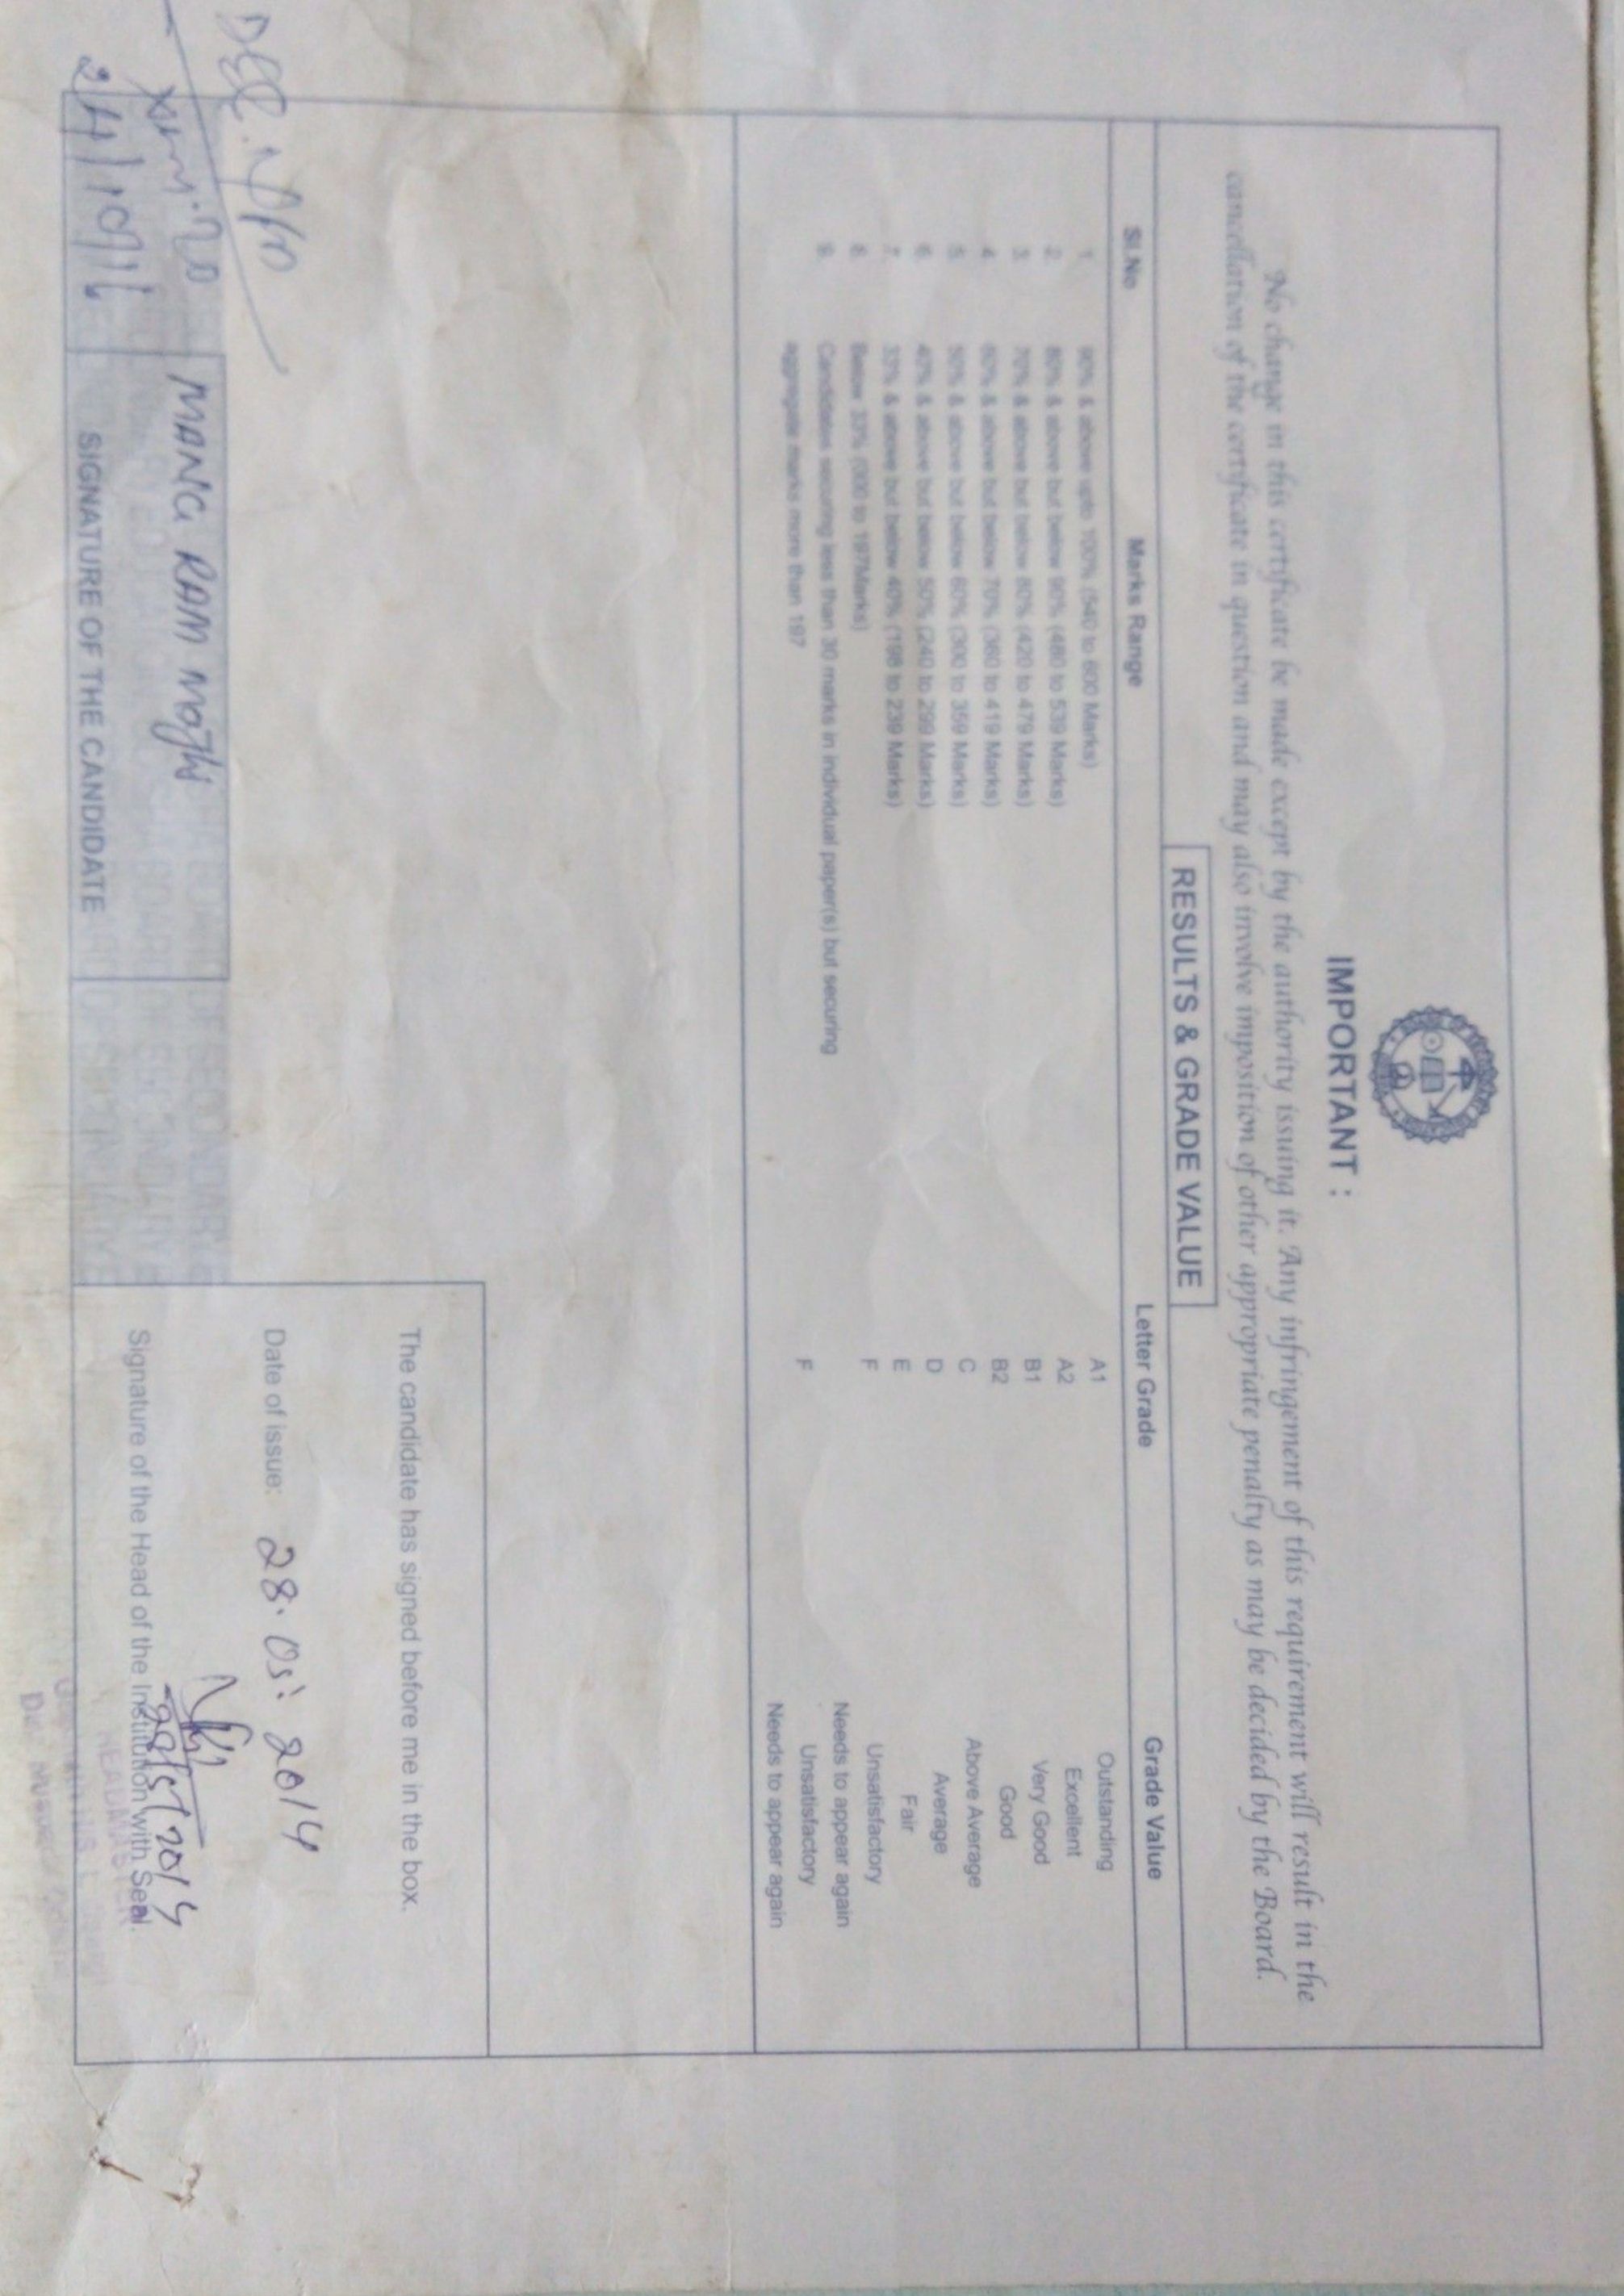 IMPORTANT :
No change in this certificate be made except by the authority issuing it. Any infringement of this requirement will result in the
cancellation of the certificate in question and may also involve imposition of other appropriate penalty as may be decided by the Board.
RESULTS & GRADE VALUE
Sl.No Marks Range Letter Grade Grade Value
1. 90% & above upto 100% (540 to 600 Marks) A1 Outstanding
2. 80% & above but below 90% (480 to 539 Marks) A2 Excellent
3. 70% & above but below 80% (420 to 479 Marks) B1 Very Good
4. 60% & above but below 70% (360 to 419 Marks) B2 Good
5. 50% & above but below 60% (300 to 359 Marks) C Above Average
6. 40% & above but below 50% (240 to 299 Marks) D Average
7. 33% & above but below 40% (198 to 239 Marks) E Fair
8. Below 33% (000 to 197Marks) F Unsatisfactory
Needs to appear again
9. Candidates securing less than 30 marks in individual paper(s) but securing F Unsatisfactory
aggregate marks more than 197 Needs to appear again
The candidate has signed before me in the box.
Date of issue: 28.05.2014
28/5/2014
MANG RAM
SIGNATURE OF THE CANDIDATE
Signature of the Head of the Institution with Seal.
HEADMASTER